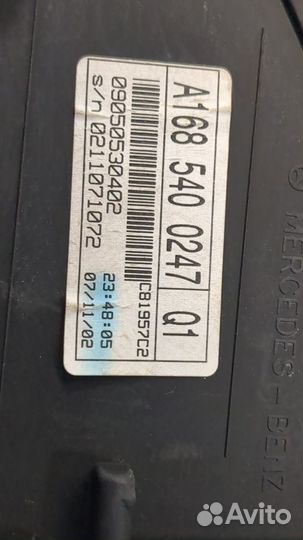 A168 540 0247 Q1
CB1957C2
09050530402 23:48:05
s/n 0211071072 07/11/02
MERCEDES-BENZ
Avito